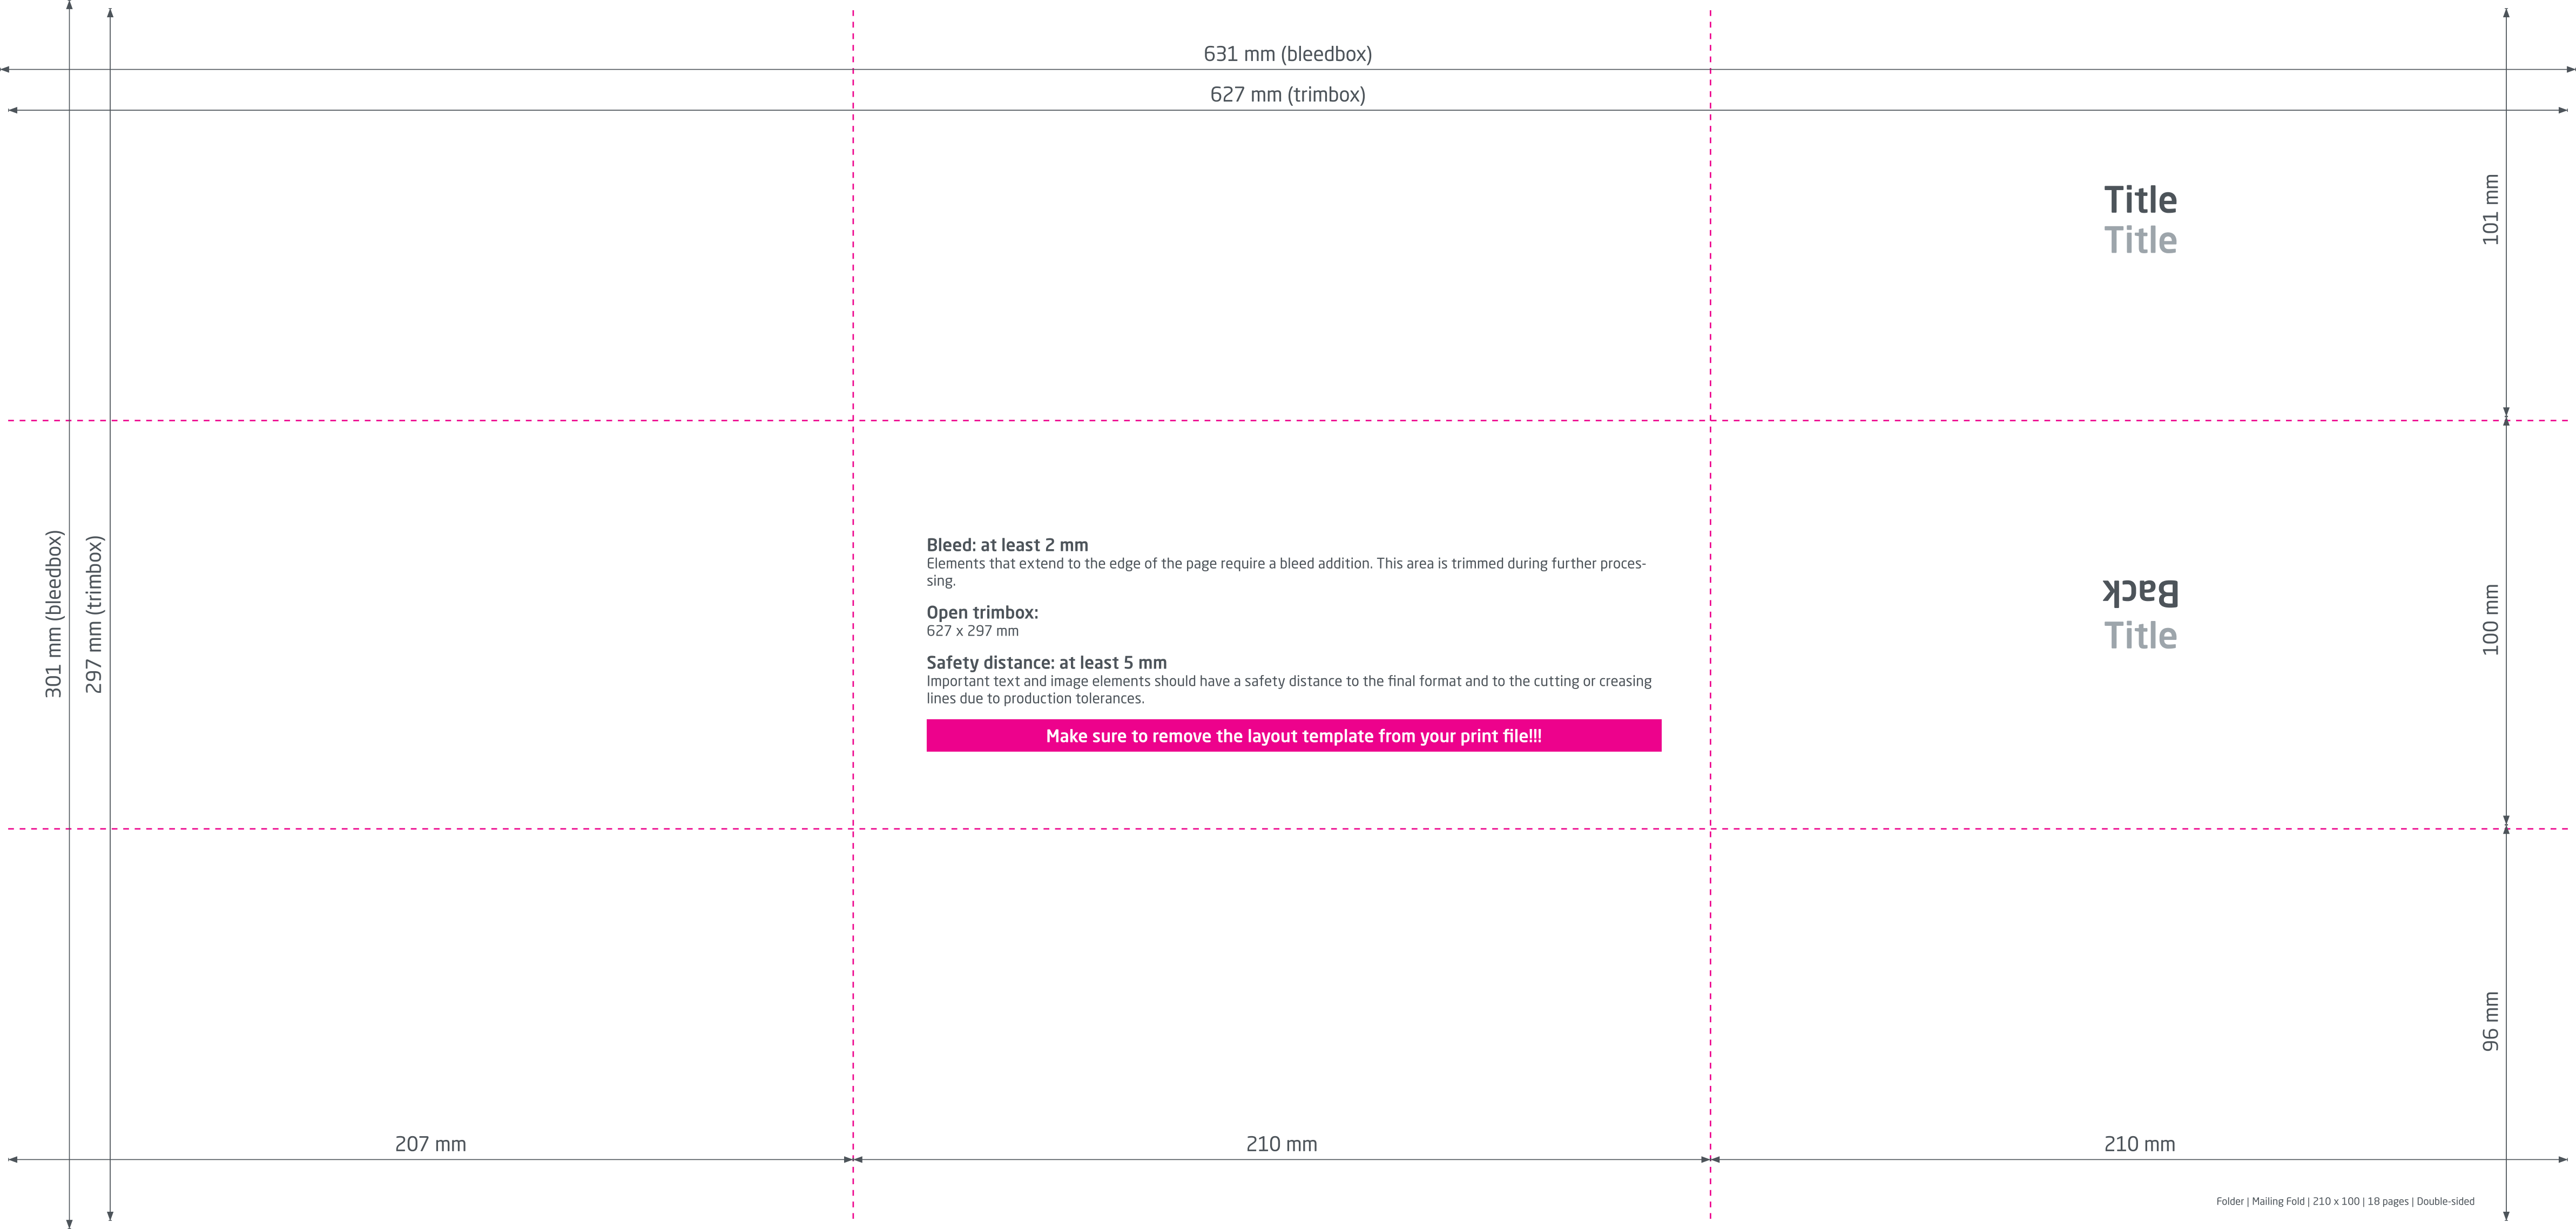 631 mm (bleedbox)
627 mm (trimbox)
Title
Title
101 mm
301 mm (bleedbox)
297 mm (trimbox)
Bleed: at least 2 mm
Elements that extend to the edge of the page require a bleed addition. This area is trimmed during further proces-
sing.
Open trimbox:
627 x 297 mm
Safety distance: at least 5 mm
Important text and image elements should have a safety distance to the final format and to the cutting or creasing
lines due to production tolerances.
Make sure to remove the layout template from your print file!!!
Back
Title
100 mm
96 mm
207 mm
210 mm
210 mm
Folder | Mailing Fold | 210 x 100 | 18 pages | Double-sided